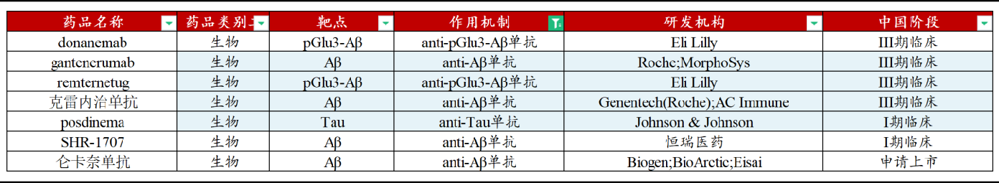 药品名称 药品类别二 靶点 作用机制 研发机构 中国阶段
donanemab 生物 pGlu3-Aβ anti-pGlu3-Aβ单抗 Eli Lilly III期临床
gantenerumab 生物 Aβ anti-Aβ单抗 Roche;MorphoSys III期临床
remternetug 生物 pGlu3-Aβ anti-pGlu3-Aβ单抗 Eli Lilly III期临床
克雷内治单抗 生物 Aβ anti-Aβ单抗 Genentech(Roche);AC Immune III期临床
posdinema 生物 Tau anti-Tau单抗 Johnson & Johnson I期临床
SHR-1707 生物 Aβ anti-Aβ单抗 恒瑞医药 I期临床
仑卡奈单抗 生物 Aβ anti-Aβ单抗 Biogen;BioArctic;Eisai 申请上市